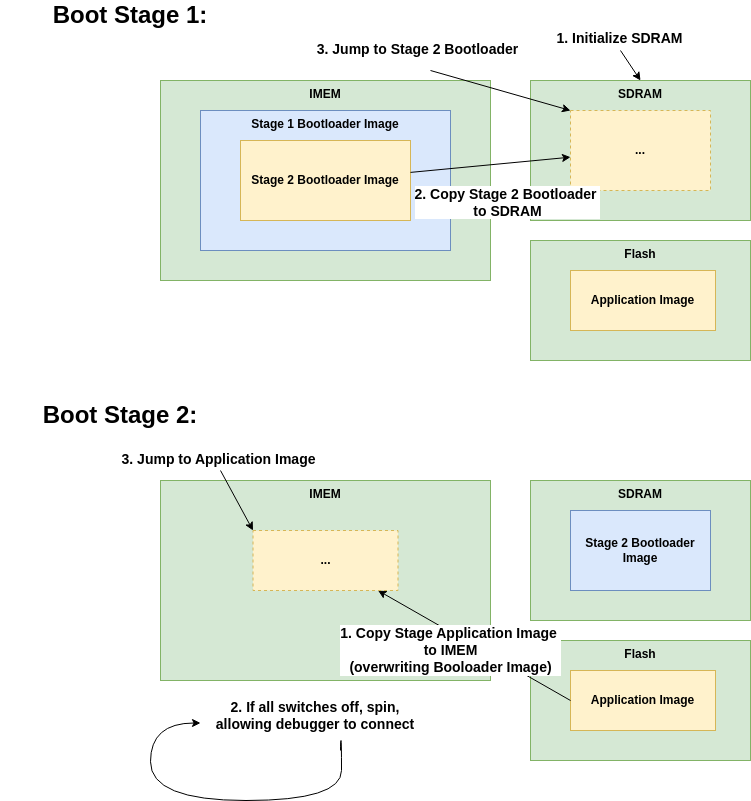 Boot Stage 1:
1. Initialize SDRAM
3. Jump to Stage 2 Bootloader
IMEM
SDRAM
Stage 1 Bootloader Image
Stage 2 Bootloader Image
...
2. Copy Stage 2 Bootloader
to SDRAM
Flash
Application Image
Boot Stage 2:
3. Jump to Application Image
IMEM
SDRAM
...
Stage 2 Bootloader
Image
1. Copy Stage Application Image
to IMEM
(overwriting Booloader Image)
Flash
Application Image
2. If all switches off, spin,
allowing debugger to connect